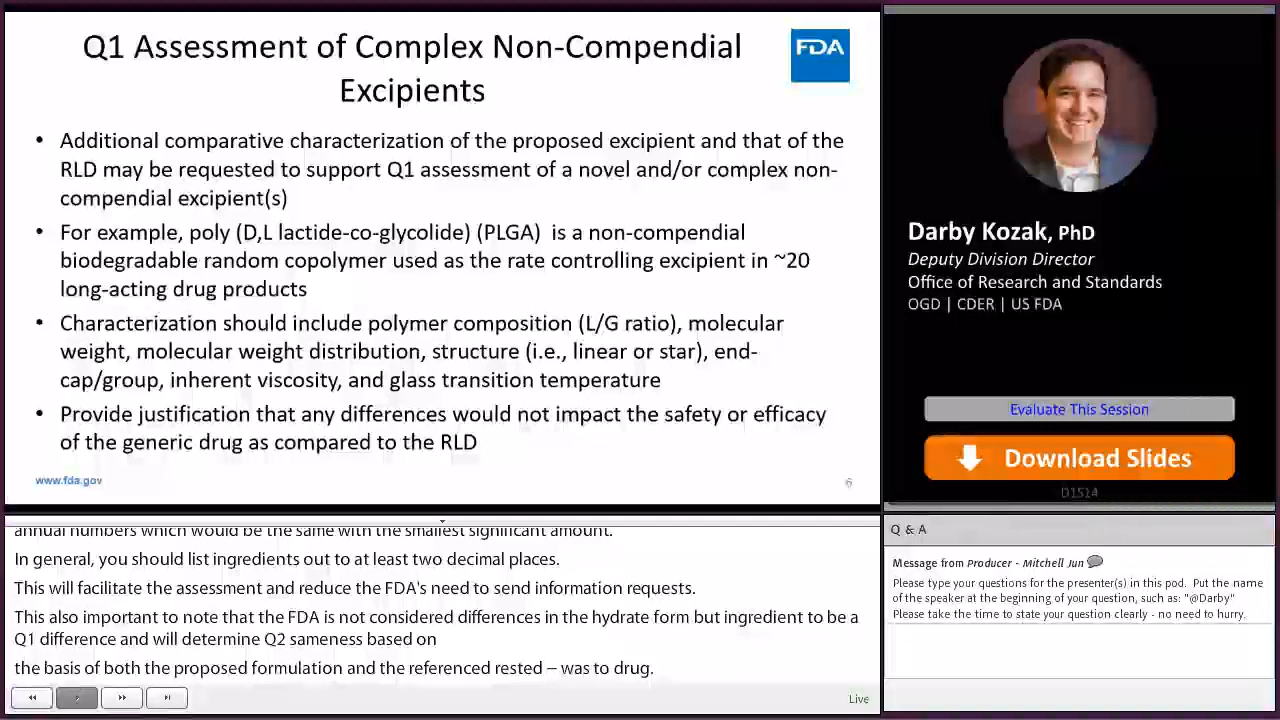 Q1 Assessment of Complex Non-Compendial
Excipients
FDA
• Additional comparative characterization of the proposed excipient and that of the
RLD may be requested to support Q1 assessment of a novel and/or complex non-
compendial excipient(s)
• For example, poly (D,L lactide-co-glycolide) (PLGA) is a non-compendial
biodegradable random copolymer used as the rate controlling excipient in ~20
long-acting drug products
• Characterization should include polymer composition (L/G ratio), molecular
weight, molecular weight distribution, structure (i.e., linear or star), end-
cap/group, inherent viscosity, and glass transition temperature
• Provide justification that any differences would not impact the safety or efficacy
of the generic drug as compared to the RLD
www.fda.gov
6
Darby Kozak, PhD
Deputy Division Director
Office of Research and Standards
OGD | CDER | US FDA
Evaluate This Session
Download Slides
D1514
annual numbers which would be the same with the smallest significant amount.
In general, you should list ingredients out to at least two decimal places.
This will facilitate the assessment and reduce the FDA's need to send information requests.
This also important to note that the FDA is not considered differences in the hydrate form but ingredient to be a
Q1 difference and will determine Q2 sameness based on
the basis of both the proposed formulation and the referenced rested – was to drug.
Live
Q & A
Message from Producer - Mitchell Jun
Please type your questions for the presenter(s) in this pod. Put the name
of the speaker at the beginning of your question, such as: "@Darby"
Please take the time to state your question clearly - no need to hurry.